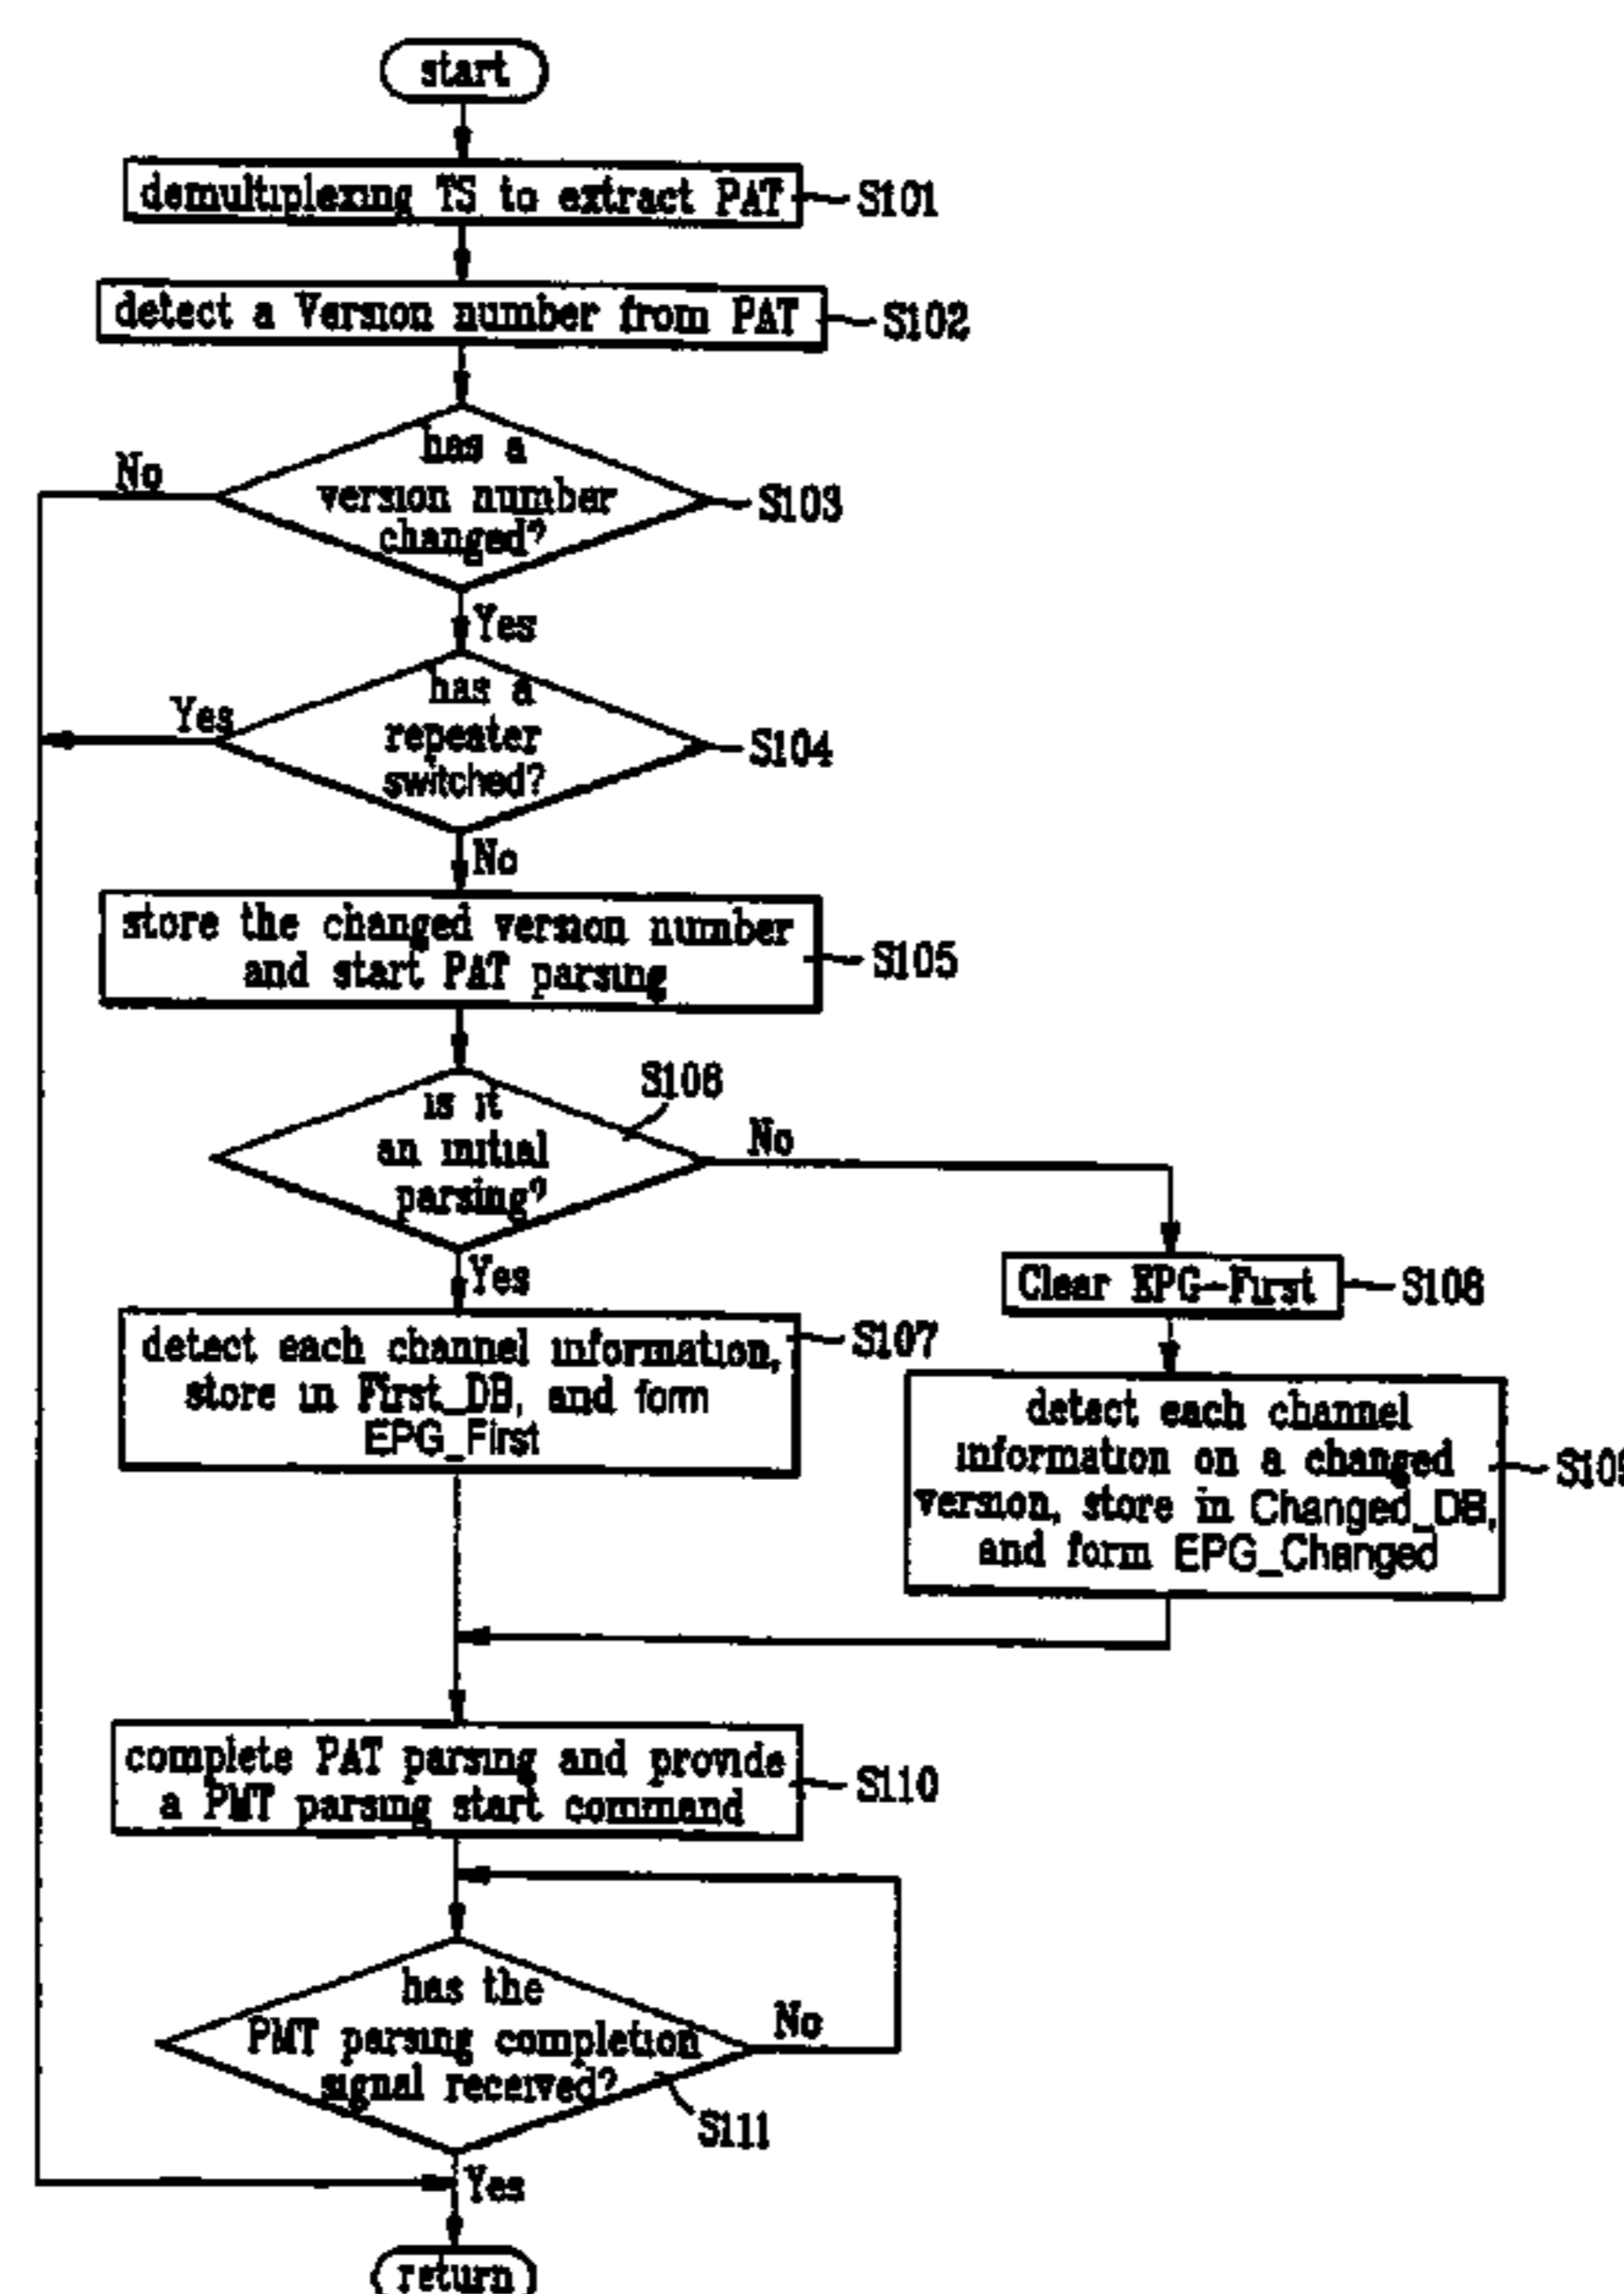 start
demultiplexing TS to extract PAT
S101
detect a Version number from PAT
S102
has a
version number
changed?
S103
No
Yes
has a
repeater
switched?
S104
Yes
No
store the changed version number
and start PAT parsing
S105
is it
an initial
parsing?
S106
No
Yes
Clear EPG-First
S108
detect each channel information,
store in First_DB, and form
EPG_First
S107
detect each channel
information on a changed
version, store in Changed_DB,
and form EPG_Changed
S109
complete PAT parsing and provide
a PMT parsing start command
S110
has the
PMT parsing completion
signal received?
No
S111
Yes
return